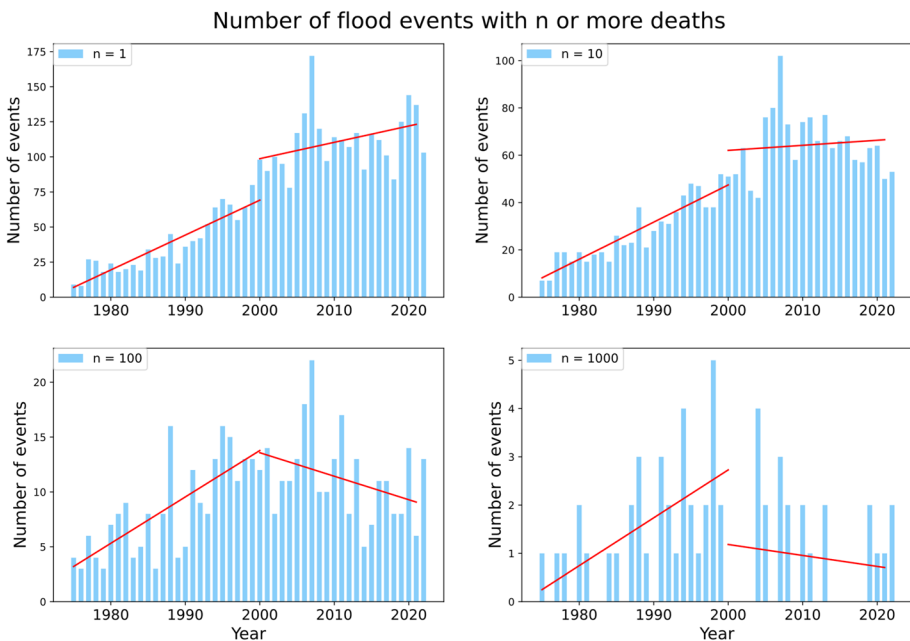 Number of flood events with n or more deaths
n = 1
Number of events
175
150
125
100
75
50
25
0
1980 1990 2000 2010 2020
n = 10
Number of events
100
80
60
40
20
0
1980 1990 2000 2010 2020
n = 100
Number of events
20
15
10
5
0
1980 1990 2000 2010 2020
Year
n = 1000
Number of events
5
4
3
2
1
0
1980 1990 2000 2010 2020
Year